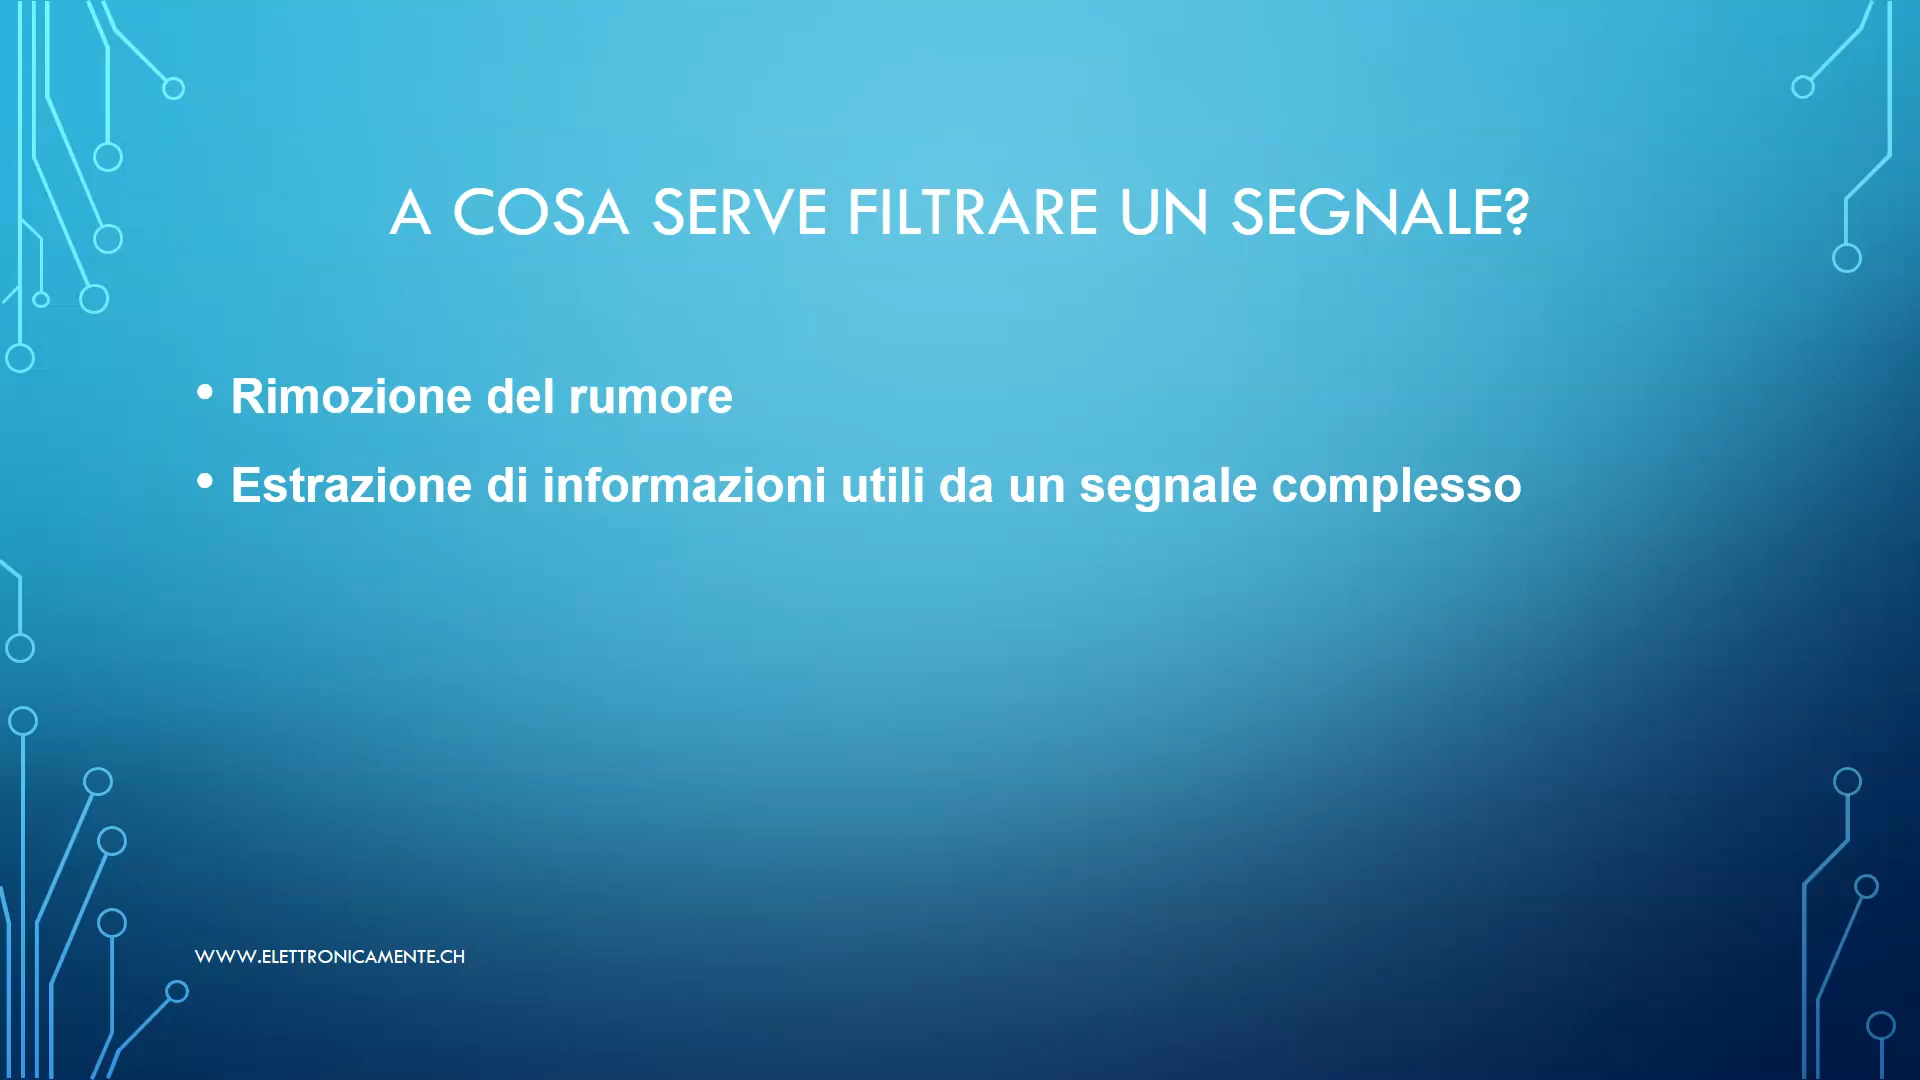 A COSA SERVE FILTRARE UN SEGNALE?
• Rimozione del rumore
• Estrazione di informazioni utili da un segnale complesso
WWW.ELETTRONICAMENTE.CH